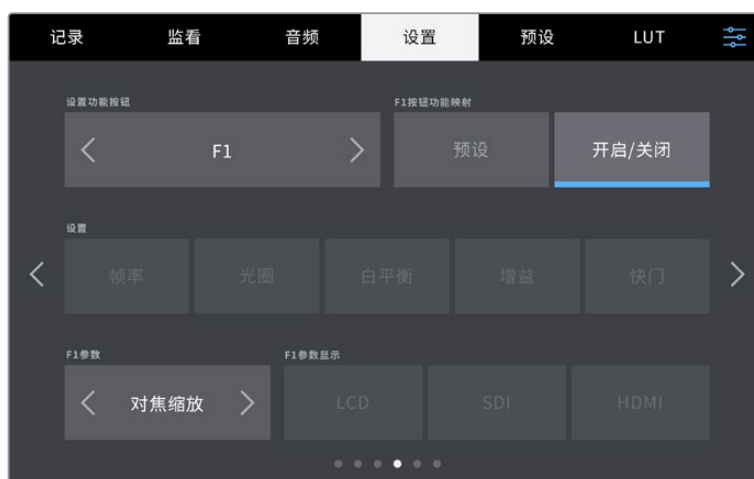 记录 监看 音频 设置 预设 LUT
设置功能按钮 F1按钮功能映射
F1 预设 开启/关闭
设置
帧率 光圈 白平衡 增益 快门
F1参数 F1参数显示
对焦缩放 LCD SDI HDMI